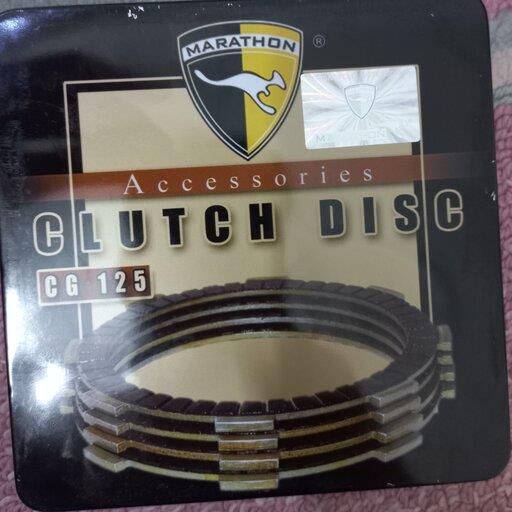 MARATHON
®
Accessories
CLUTCH DISC
CG 125